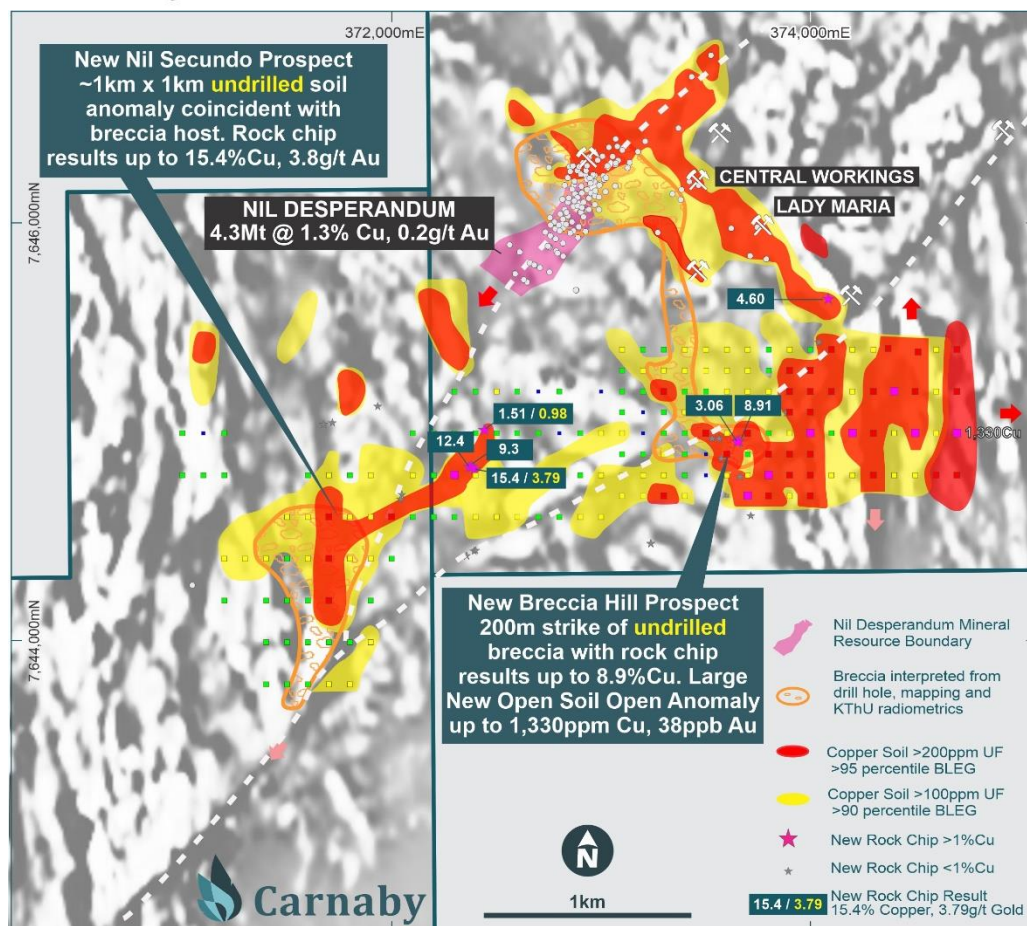 372,000mE
374,000mE
New Nil Secundo Prospect
~1km x 1km undrilled soil
anomaly coincident with
breccia host. Rock chip
results up to 15.4%Cu, 3.8g/t Au
NIL DESPERANDUM
4.3Mt @ 1.3% Cu, 0.2g/t Au
CENTRAL WORKINGS
LADY MARIA
7,646,000mN
4.60
3.06
8.91
1.51 / 0.98
12.4
9.3
15.4 / 3.79
1,330Cu
7,644,000mN
New Breccia Hill Prospect
200m strike of undrilled
breccia with rock chip
results up to 8.9%Cu. Large
New Open Soil Open Anomaly
up to 1,330ppm Cu, 38ppb Au
Nil Desperandum Mineral
Resource Boundary
Breccia interpreted from
drill hole, mapping and
KThU radiometrics
Copper Soil >200ppm UF
>95 percentile BLEG
Copper Soil >100ppm UF
>90 percentile BLEG
New Rock Chip >1%Cu
New Rock Chip <1%Cu
15.4 / 3.79 New Rock Chip Result
15.4% Copper, 3.79g/t Gold
N
1km
Carnaby